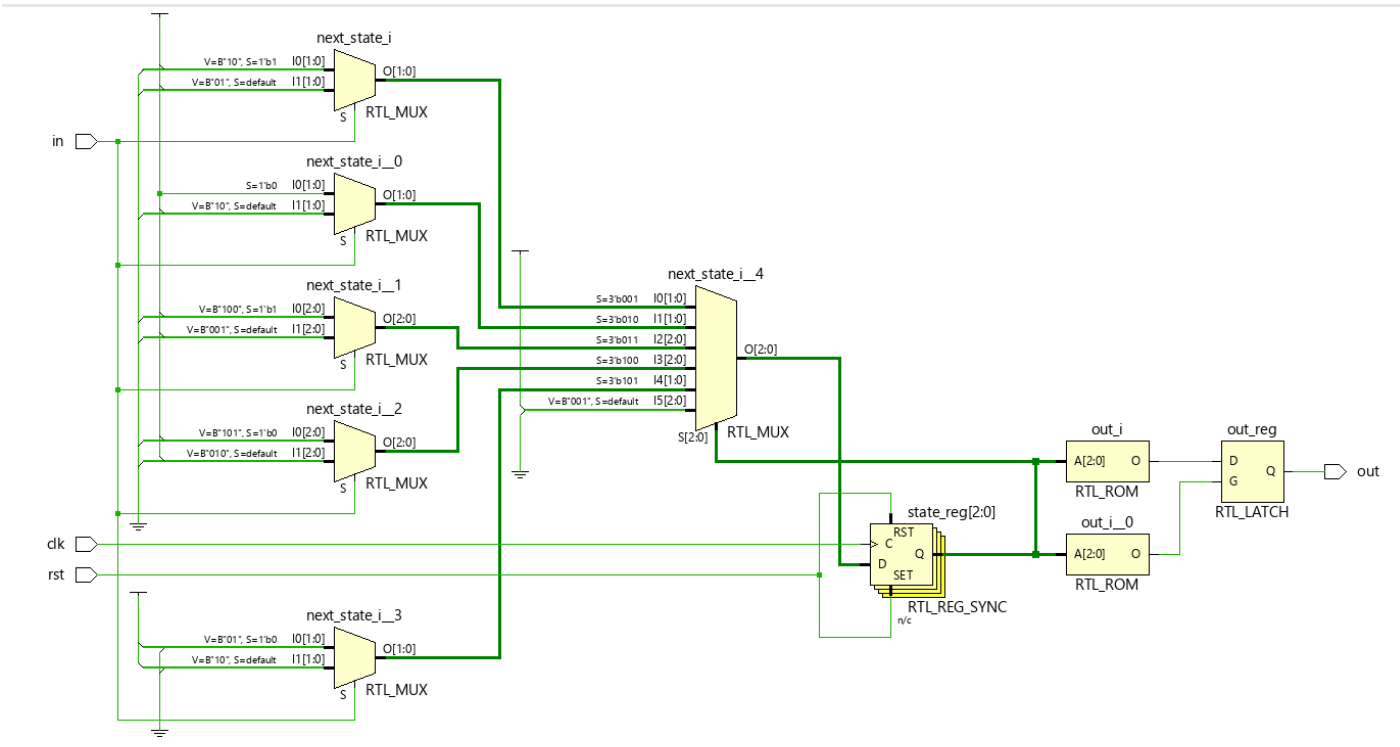 next_state_i
V=B"10", S=1'b1 I0[1:0]
V=B"01", S=default I1[1:0]
O[1:0]
S
RTL_MUX
in
next_state_i__0
S=1'b0 I0[1:0]
V=B"10", S=default I1[1:0]
O[1:0]
S
RTL_MUX
next_state_i__1
V=B"100", S=1'b1 I0[2:0]
V=B"001", S=default I1[2:0]
O[2:0]
S
RTL_MUX
next_state_i__2
V=B"101", S=1'b0 I0[2:0]
V=B"010", S=default I1[2:0]
O[2:0]
S
RTL_MUX
next_state_i__4
S=3'b001 I0[1:0]
S=3'b010 I1[1:0]
S=3'b011 I2[2:0]
S=3'b100 I3[2:0]
S=3'b101 I4[1:0]
V=B"001", S=default I5[2:0]
O[2:0]
S[2:0]
RTL_MUX
out_i
A[2:0] O
RTL_ROM
out_reg
D
G
Q
RTL_LATCH
out
out_i__0
A[2:0] O
RTL_ROM
state_reg[2:0]
RST
C
Q
D
SET
RTL_REG_SYNC
n/c
clk
rst
next_state_i__3
V=B"01", S=1'b0 I0[1:0]
V=B"10", S=default I1[1:0]
O[1:0]
S
RTL_MUX